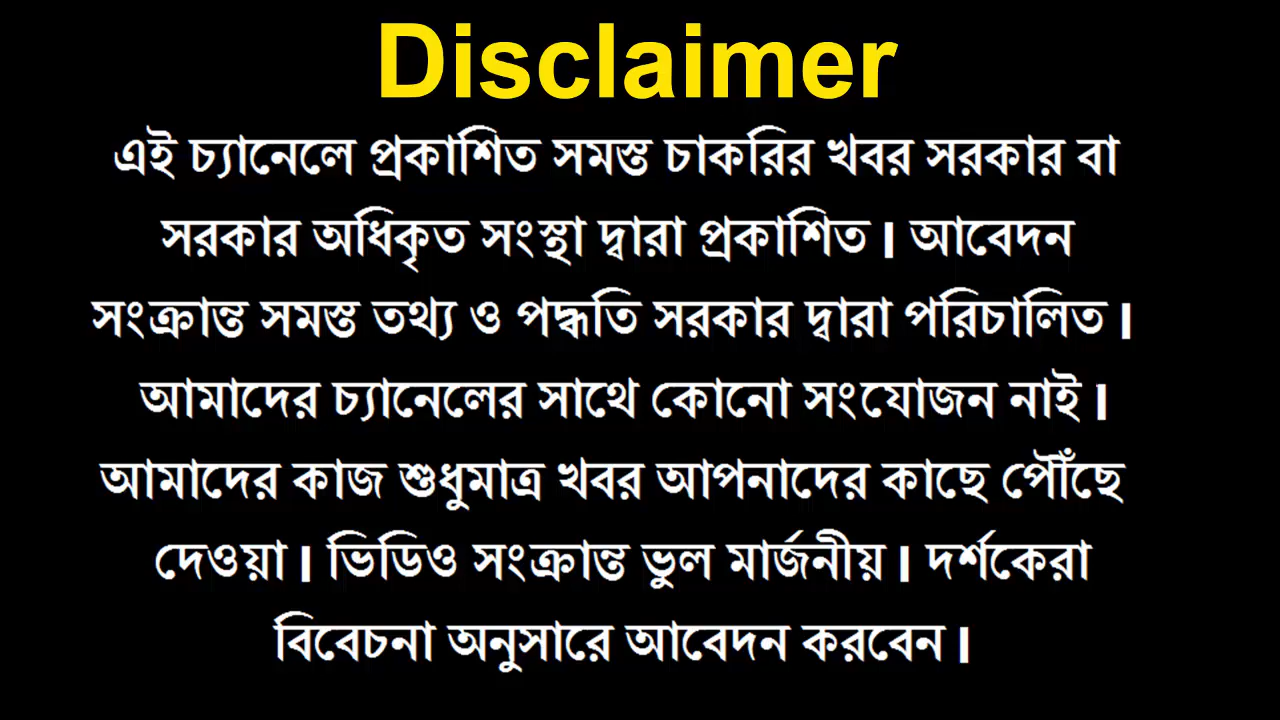 Disclaimer
এই চ্যানেলে প্রকাশিত সমস্ত চাকরির খবর সরকার বা
সরকার অধিকৃত সংস্থা দ্বারা প্রকাশিত। আবেদন
সংক্রান্ত সমস্ত তথ্য ও পদ্ধতি সরকার দ্বারা পরিচালিত।
আমাদের চ্যানেলের সাথে কোনো সংযোজন নাই।
আমাদের কাজ শুধুমাত্র খবর আপনাদের কাছে পৌঁছে
দেওয়া। ভিডিও সংক্রান্ত ভুল মার্জনীয়। দর্শকেরা
বিবেচনা অনুসারে আবেদন করবেন।